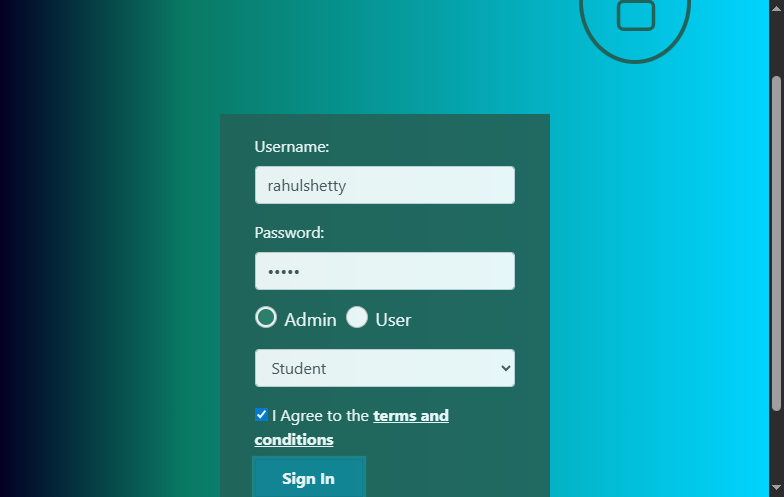 Username:
rahulshetty
Password:
•••••
Admin User
Student
I Agree to the terms and
conditions
Sign In